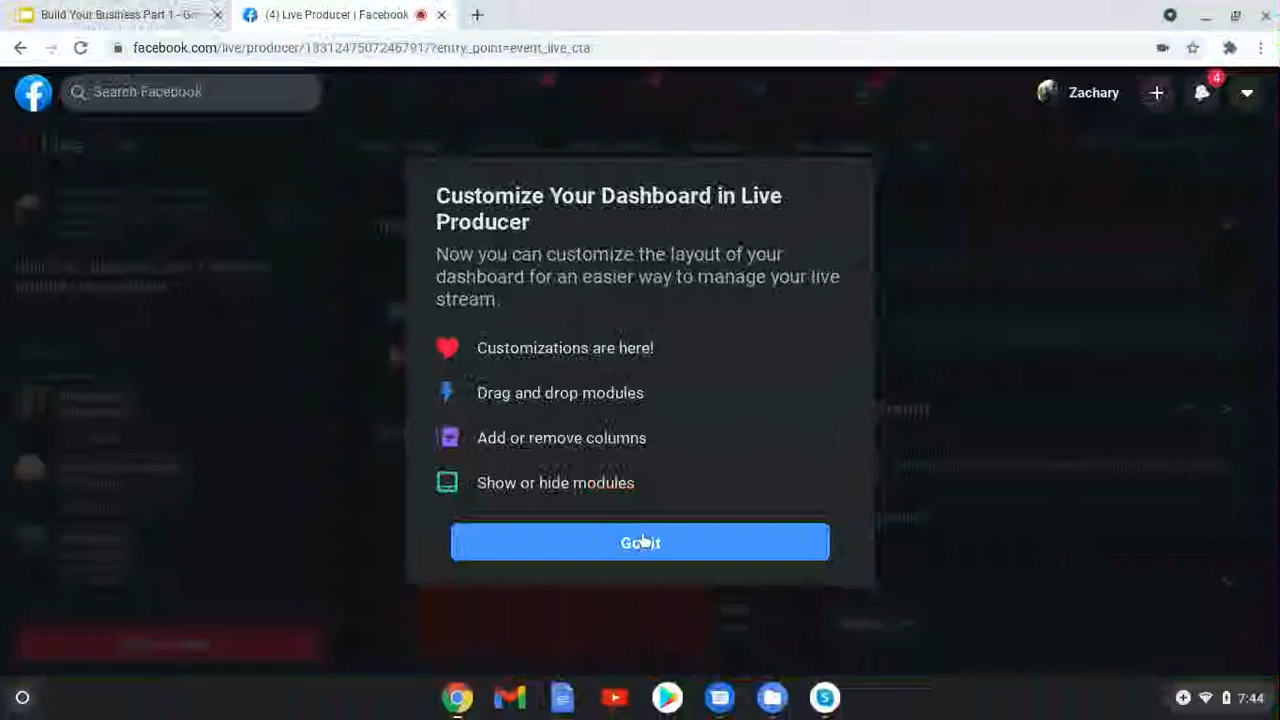 Build Your Business Part 1 - Go
(4) Live Producer | Facebook
facebook.com/live/producer/1331247507246791/?entry_point=event_live_cta
Search Facebook
Zachary
4
Live
Customize Your Dashboard in Live
Producer
Now you can customize the layout of your
dashboard for an easier way to manage your live
stream.
Customizations are here!
Drag and drop modules
Add or remove columns
Show or hide modules
Got it
7:44